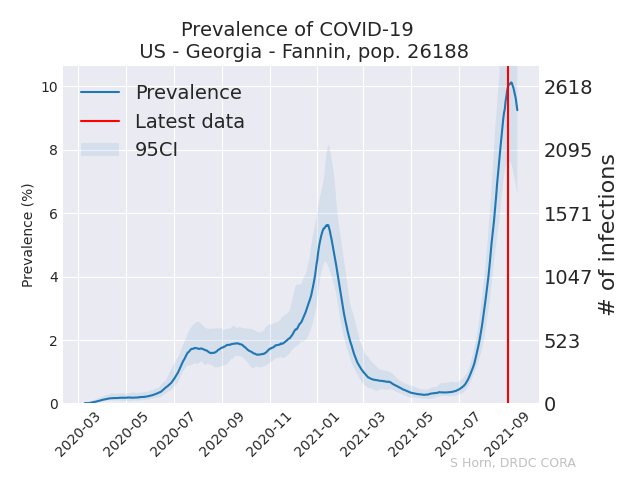 Prevalence of COVID-19
US - Georgia - Fannin, pop. 26188
Prevalence
Latest data
95CI
Prevalence (%)
10
8
6
4
2
0
2618
2095
1571
1047
523
0
# of infections
2020-03
2020-05
2020-07
2020-09
2020-11
2021-01
2021-03
2021-05
2021-07
2021-09
S Horn, DRDC CORA